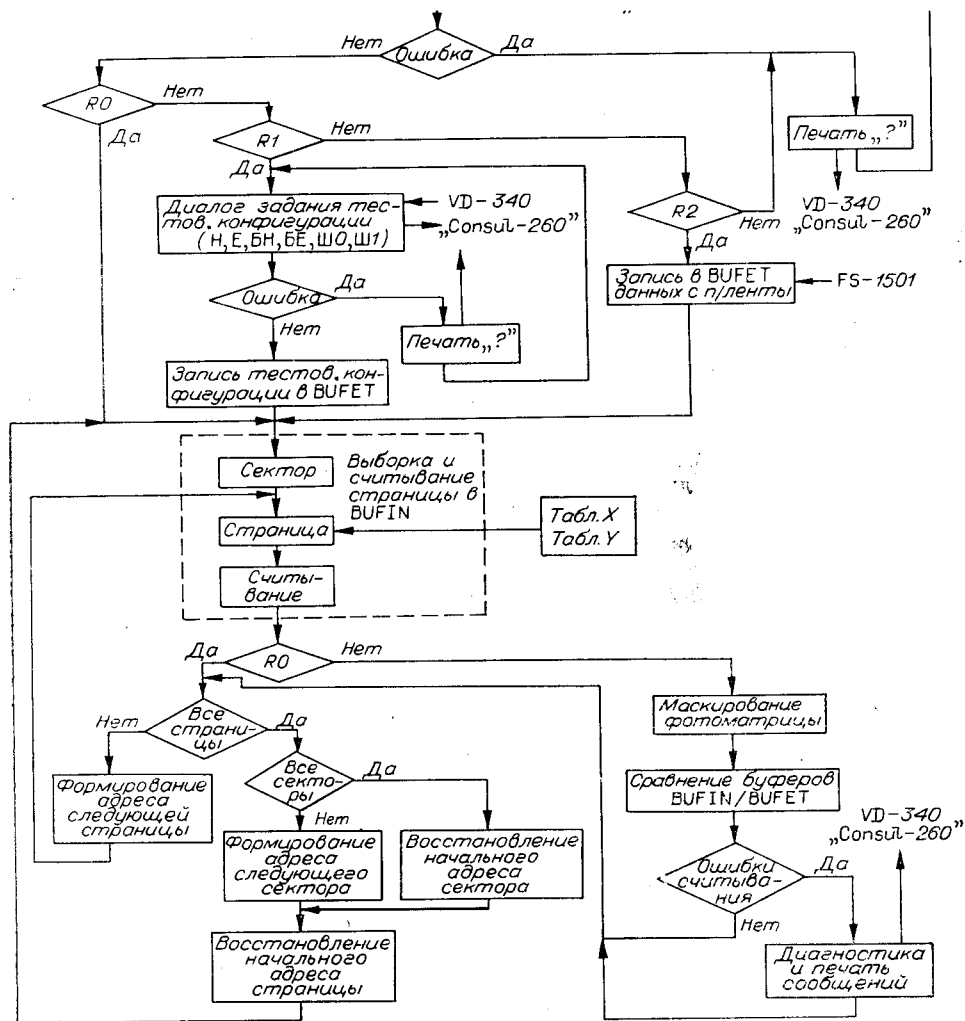 Ошибка
Нет
Да
R0
Нет
Да
R1
Нет
Да
Печать „?”
VD-340
„Consul-260”
Диалог задания тес-
тов. конфигурации
(Н,Е,БН,БЕ,Ш0,Ш1)
VD-340
„Consul-260”
R2
Нет
Да
Запись в BUFET
данных с п/ленты
FS-1501
Ошибка
Да
Нет
Печать „?”
Запись тестов. кон-
фигурации в BUFET
Сектор
Выборка и
считывание
страницы в
BUFIN
Страница
Табл. X
Табл. Y
Считы-
вание
R0
Да
Нет
Все
страни-
цы
Нет
Да
Маскирование
фотоматрицы
Все
секто-
ры
Да
Нет
Формирование
адреса
следующей
страницы
Сравнение буферов
BUFIN/BUFET
Формирование
адреса
следующего
сектора
Восстановление
начального
адреса
сектора
VD-340
„Consul-260”
Ошибки
считыва-
ния
Да
Нет
Восстановление
начального
адреса
страницы
Диагностика
и печать
сообщений